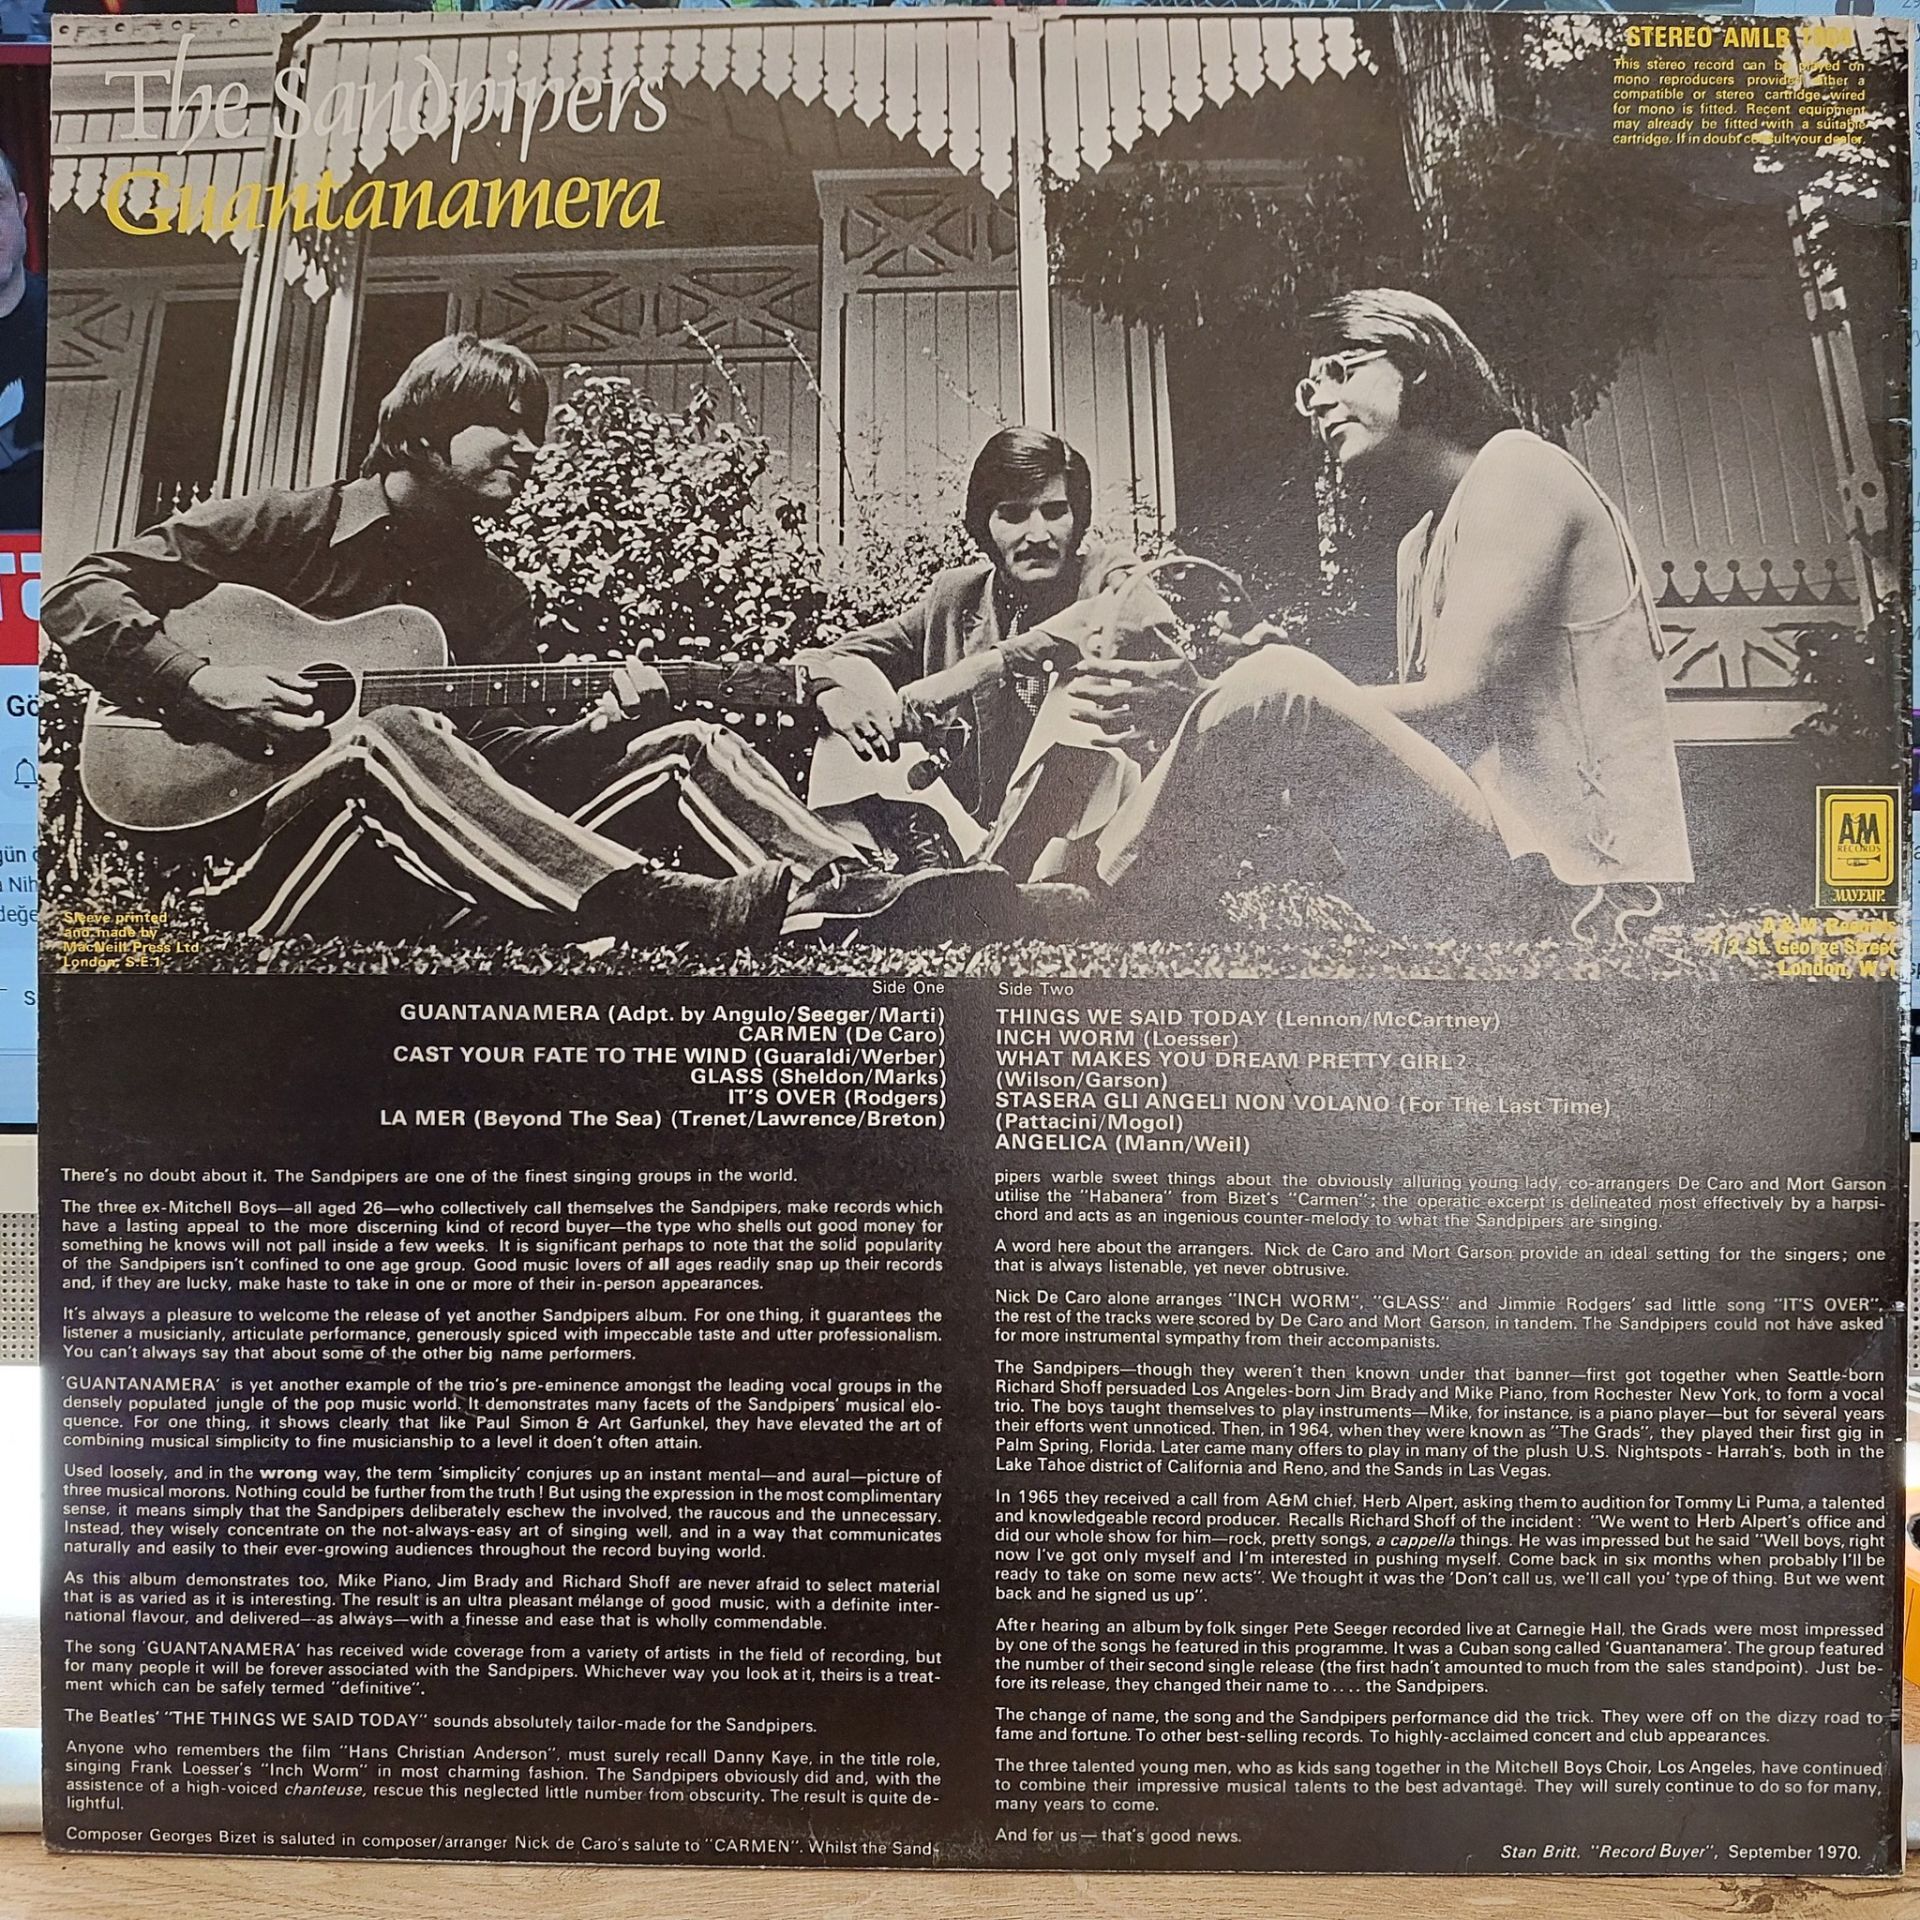 The Sandpipers
Guantanamera
STEREO AMLB
This stereo record can be played on
mono reproducers provided either a
compatible or stereo cartridge wired
for mono is fitted. Recent equipment
may already be fitted with a suitable
cartridge. If in doubt consult your dealer.
A&M
RECORDS
MAYFAIR
A & M Records
1/2 St. George Street
London, W.1
Sleeve printed
and made by
MacNeill Press Ltd
London, S.E.1
Side One
GUANTANAMERA (Adpt. by Angulo/Seeger/Marti)
CARMEN (De Caro)
CAST YOUR FATE TO THE WIND (Guaraldi/Werber)
GLASS (Sheldon/Marks)
IT'S OVER (Rodgers)
LA MER (Beyond The Sea) (Trenet/Lawrence/Breton)
Side Two
THINGS WE SAID TODAY (Lennon/McCartney)
INCH WORM (Loesser)
WHAT MAKES YOU DREAM PRETTY GIRL?
(Wilson/Garson)
STASERA GLI ANGELI NON VOLANO (For The Last Time)
(Pattacini/Mogol)
ANGELICA (Mann/Weil)
There's no doubt about it. The Sandpipers are one of the finest singing groups in the world.
The three ex-Mitchell Boys—all aged 26—who collectively call themselves the Sandpipers, make records which
have a lasting appeal to the more discerning kind of record buyer—the type who shells out good money for
something he knows will not pall inside a few weeks. It is significant perhaps to note that the solid popularity
of the Sandpipers isn't confined to one age group. Good music lovers of all ages readily snap up their records
and, if they are lucky, make haste to take in one or more of their in-person appearances.
It's always a pleasure to welcome the release of yet another Sandpipers album. For one thing, it guarantees the
listener a musicianly, articulate performance, generously spiced with impeccable taste and utter professionalism.
You can't always say that about some of the other big name performers.
'GUANTANAMERA' is yet another example of the trio's pre-eminence amongst the leading vocal groups in the
densely populated jungle of the pop music world. It demonstrates many facets of the Sandpipers' musical elo-
quence. For one thing, it shows clearly that like Paul Simon & Art Garfunkel, they have elevated the art of
combining musical simplicity to fine musicianship to a level it doen't often attain.
Used loosely, and in the wrong way, the term 'simplicity' conjures up an instant mental—and aural—picture of
three musical morons. Nothing could be further from the truth! But using the expression in the most complimentary
sense, it means simply that the Sandpipers deliberately eschew the involved, the raucous and the unnecessary.
Instead, they wisely concentrate on the not-always-easy art of singing well, and in a way that communicates
naturally and easily to their ever-growing audiences throughout the record buying world.
As this album demonstrates too, Mike Piano, Jim Brady and Richard Shoff are never afraid to select material
that is as varied as it is interesting. The result is an ultra pleasant mélange of good music, with a definite inter-
national flavour, and delivered—as always—with a finesse and ease that is wholly commendable.
The song 'GUANTANAMERA' has received wide coverage from a variety of artists in the field of recording, but
for many people it will be forever associated with the Sandpipers. Whichever way you look at it, theirs is a treat-
ment which can be safely termed "definitive".
The Beatles' "THE THINGS WE SAID TODAY" sounds absolutely tailor-made for the Sandpipers.
Anyone who remembers the film "Hans Christian Anderson", must surely recall Danny Kaye, in the title role,
singing Frank Loesser's "Inch Worm" in most charming fashion. The Sandpipers obviously did and, with the
assistence of a high-voiced chanteuse, rescue this neglected little number from obscurity. The result is quite de-
lightful.
Composer Georges Bizet is saluted in composer/arranger Nick de Caro's salute to "CARMEN". Whilst the Sand-
pipers warble sweet things about the obviously alluring young lady, co-arrangers De Caro and Mort Garson
utilise the "Habanera" from Bizet's "Carmen"; the operatic excerpt is delineated most effectively by a harpsi-
chord and acts as an ingenious counter-melody to what the Sandpipers are singing.
A word here about the arrangers. Nick de Caro and Mort Garson provide an ideal setting for the singers; one
that is always listenable, yet never obtrusive.
Nick De Caro alone arranges "INCH WORM", "GLASS" and Jimmie Rodgers' sad little song "IT'S OVER",
the rest of the tracks were scored by De Caro and Mort Garson, in tandem. The Sandpipers could not have asked
for more instrumental sympathy from their accompanists.
The Sandpipers—though they weren't then known under that banner—first got together when Seattle-born
Richard Shoff persuaded Los Angeles-born Jim Brady and Mike Piano, from Rochester New York, to form a vocal
trio. The boys taught themselves to play instruments—Mike, for instance, is a piano player—but for several years
their efforts went unnoticed. Then, in 1964, when they were known as "The Grads", they played their first gig in
Palm Spring, Florida. Later came many offers to play in many of the plush U.S. Nightspots - Harrah's, both in the
Lake Tahoe district of California and Reno, and the Sands in Las Vegas.
In 1965 they received a call from A&M chief, Herb Alpert, asking them to audition for Tommy Li Puma, a talented
and knowledgeable record producer. Recalls Richard Shoff of the incident: "We went to Herb Alpert's office and
did our whole show for him—rock, pretty songs, a cappella things. He was impressed but he said "Well boys, right
now I've got only myself and I'm interested in pushing myself. Come back in six months when probably I'll be
ready to take on some new acts". We thought it was the 'Don't call us, we'll call you' type of thing. But we went
back and he signed us up".
After hearing an album by folk singer Pete Seeger recorded live at Carnegie Hall, the Grads were most impressed
by one of the songs he featured in this programme. It was a Cuban song called 'Guantanamera'. The group featured
the number of their second single release (the first hadn't amounted to much from the sales standpoint). Just be-
fore its release, they changed their name to.... the Sandpipers.
The change of name, the song and the Sandpipers performance did the trick. They were off on the dizzy road to
fame and fortune. To other best-selling records. To highly-acclaimed concert and club appearances.
The three talented young men, who as kids sang together in the Mitchell Boys Choir, Los Angeles, have continued
to combine their impressive musical talents to the best advantage. They will surely continue to do so for many,
many years to come.
And for us — that's good news.
Stan Britt. "Record Buyer", September 1970.